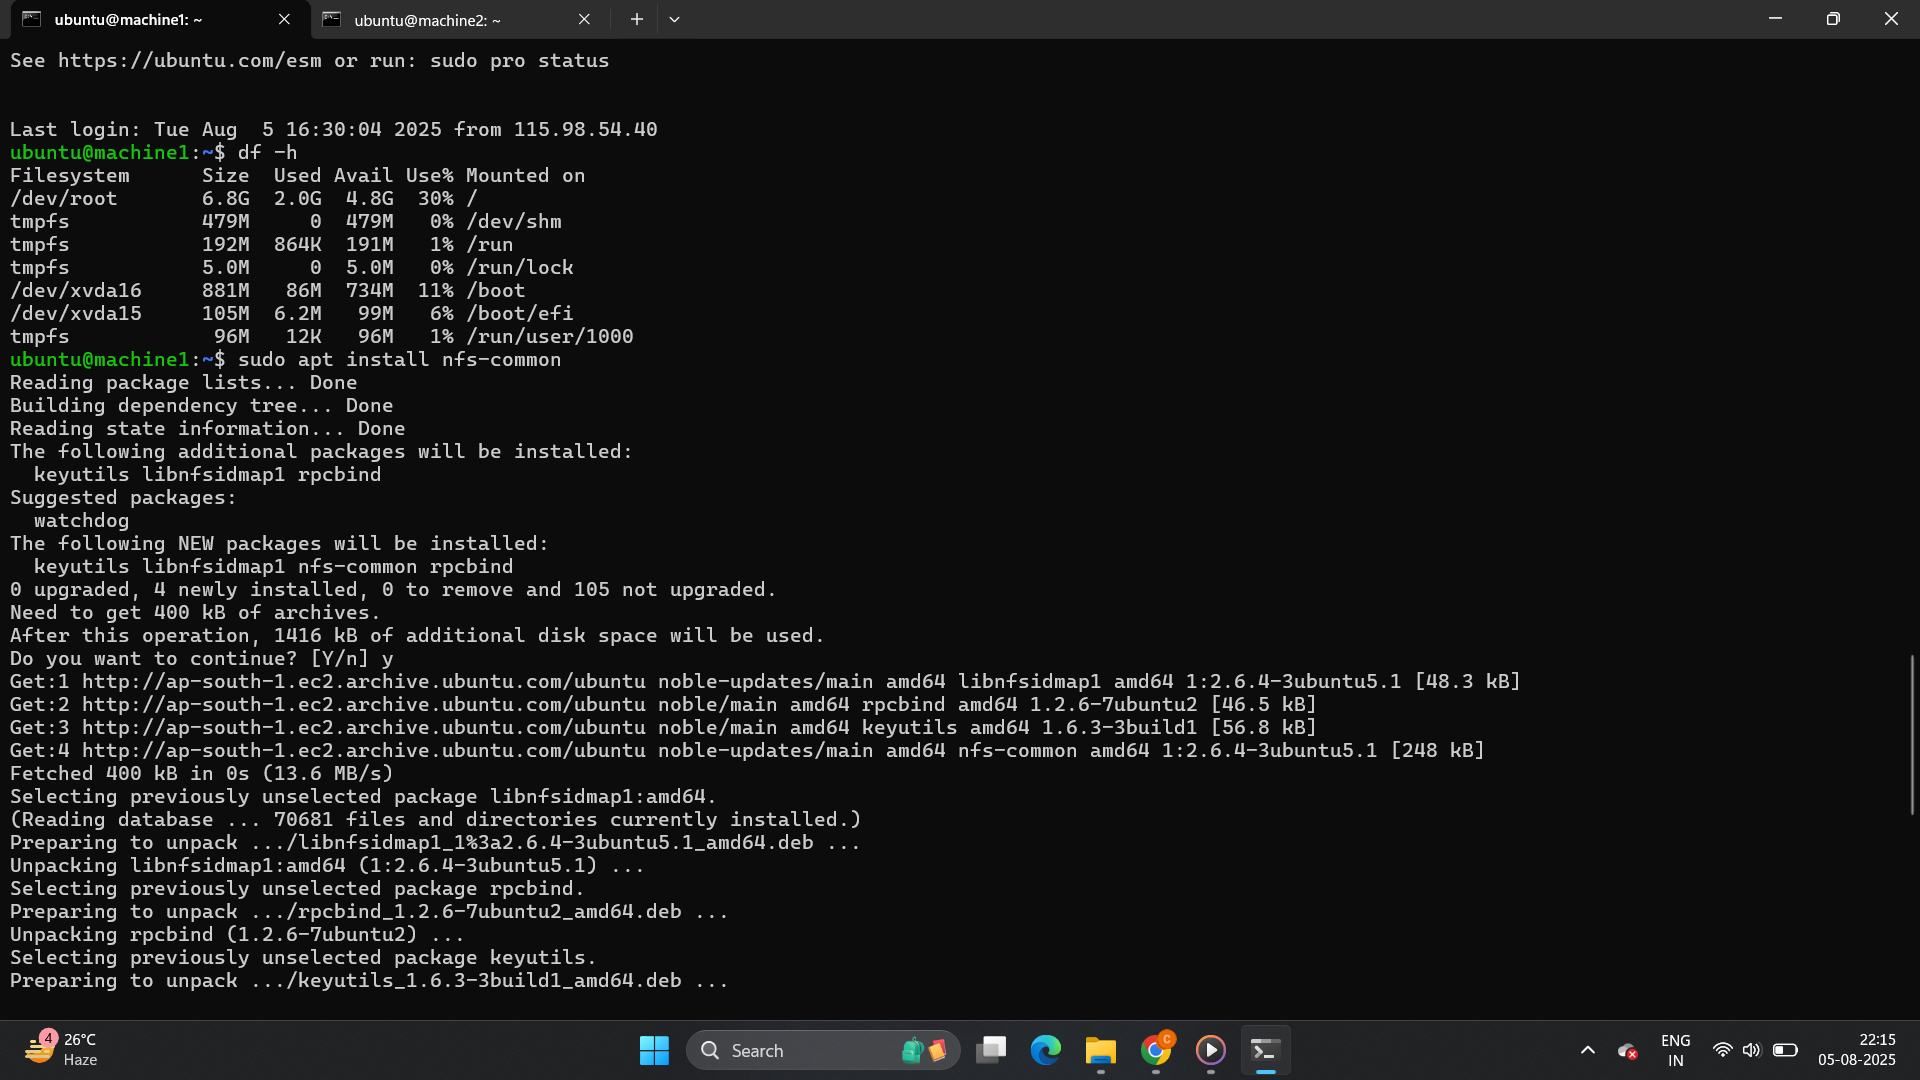 ubuntu@machine1: ~
ubuntu@machine2: ~
See https://ubuntu.com/esm or run: sudo pro status
Last login: Tue Aug  5 16:30:04 2025 from 115.98.54.40
ubuntu@machine1:~$ df -h
Filesystem      Size  Used Avail Use% Mounted on
/dev/root       6.8G  2.0G  4.8G  30% /
tmpfs           479M     0  479M   0% /dev/shm
tmpfs           192M  864K  191M   1% /run
tmpfs           5.0M     0  5.0M   0% /run/lock
/dev/xvda16     881M   86M  734M  11% /boot
/dev/xvda15     105M  6.2M   99M   6% /boot/efi
tmpfs            96M   12K   96M   1% /run/user/1000
ubuntu@machine1:~$ sudo apt install nfs-common
Reading package lists... Done
Building dependency tree... Done
Reading state information... Done
The following additional packages will be installed:
  keyutils libnfsidmap1 rpcbind
Suggested packages:
  watchdog
The following NEW packages will be installed:
  keyutils libnfsidmap1 nfs-common rpcbind
0 upgraded, 4 newly installed, 0 to remove and 105 not upgraded.
Need to get 400 kB of archives.
After this operation, 1416 kB of additional disk space will be used.
Do you want to continue? [Y/n] y
Get:1 http://ap-south-1.ec2.archive.ubuntu.com/ubuntu noble-updates/main amd64 libnfsidmap1 amd64 1:2.6.4-3ubuntu5.1 [48.3 kB]
Get:2 http://ap-south-1.ec2.archive.ubuntu.com/ubuntu noble/main amd64 rpcbind amd64 1.2.6-7ubuntu2 [46.5 kB]
Get:3 http://ap-south-1.ec2.archive.ubuntu.com/ubuntu noble/main amd64 keyutils amd64 1.6.3-3build1 [56.8 kB]
Get:4 http://ap-south-1.ec2.archive.ubuntu.com/ubuntu noble-updates/main amd64 nfs-common amd64 1:2.6.4-3ubuntu5.1 [248 kB]
Fetched 400 kB in 0s (13.6 MB/s)
Selecting previously unselected package libnfsidmap1:amd64.
(Reading database ... 70681 files and directories currently installed.)
Preparing to unpack .../libnfsidmap1_1%3a2.6.4-3ubuntu5.1_amd64.deb ...
Unpacking libnfsidmap1:amd64 (1:2.6.4-3ubuntu5.1) ...
Selecting previously unselected package rpcbind.
Preparing to unpack .../rpcbind_1.2.6-7ubuntu2_amd64.deb ...
Unpacking rpcbind (1.2.6-7ubuntu2) ...
Selecting previously unselected package keyutils.
Preparing to unpack .../keyutils_1.6.3-3build1_amd64.deb ...
4
26°C
Haze
Search
C
ENG
IN
22:15
05-08-2025